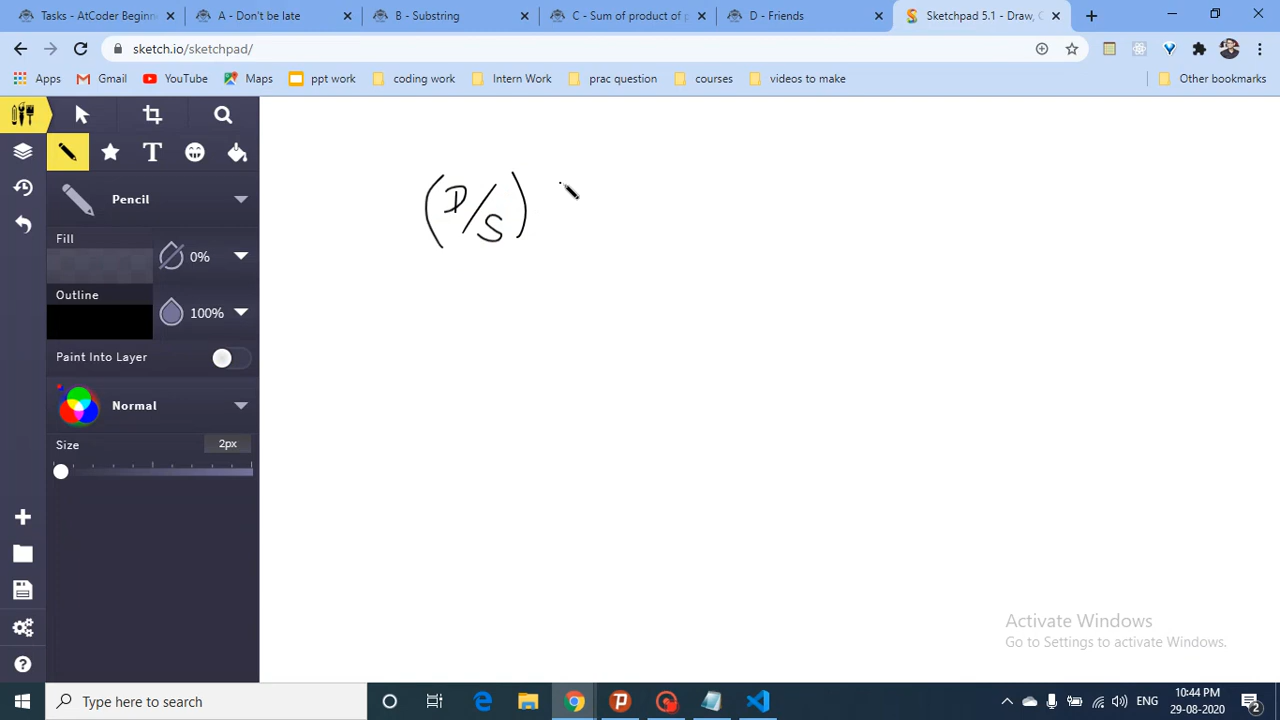 Tasks - AtCoder Beginn
A - Don't be late
B - Substring
C - Sum of product of p
D - Friends
Sketchpad 5.1 - Draw, C
sketch.io/sketchpad/
Apps
Gmail
YouTube
Maps
ppt work
coding work
Intern Work
prac question
courses
videos to make
Other bookmarks
(D/S)
Pencil
Fill
0%
Outline
100%
Paint Into Layer
Normal
Size
2px
Activate Windows
Go to Settings to activate Windows.
Type here to search
ENG
10:44 PM
29-08-2020
2